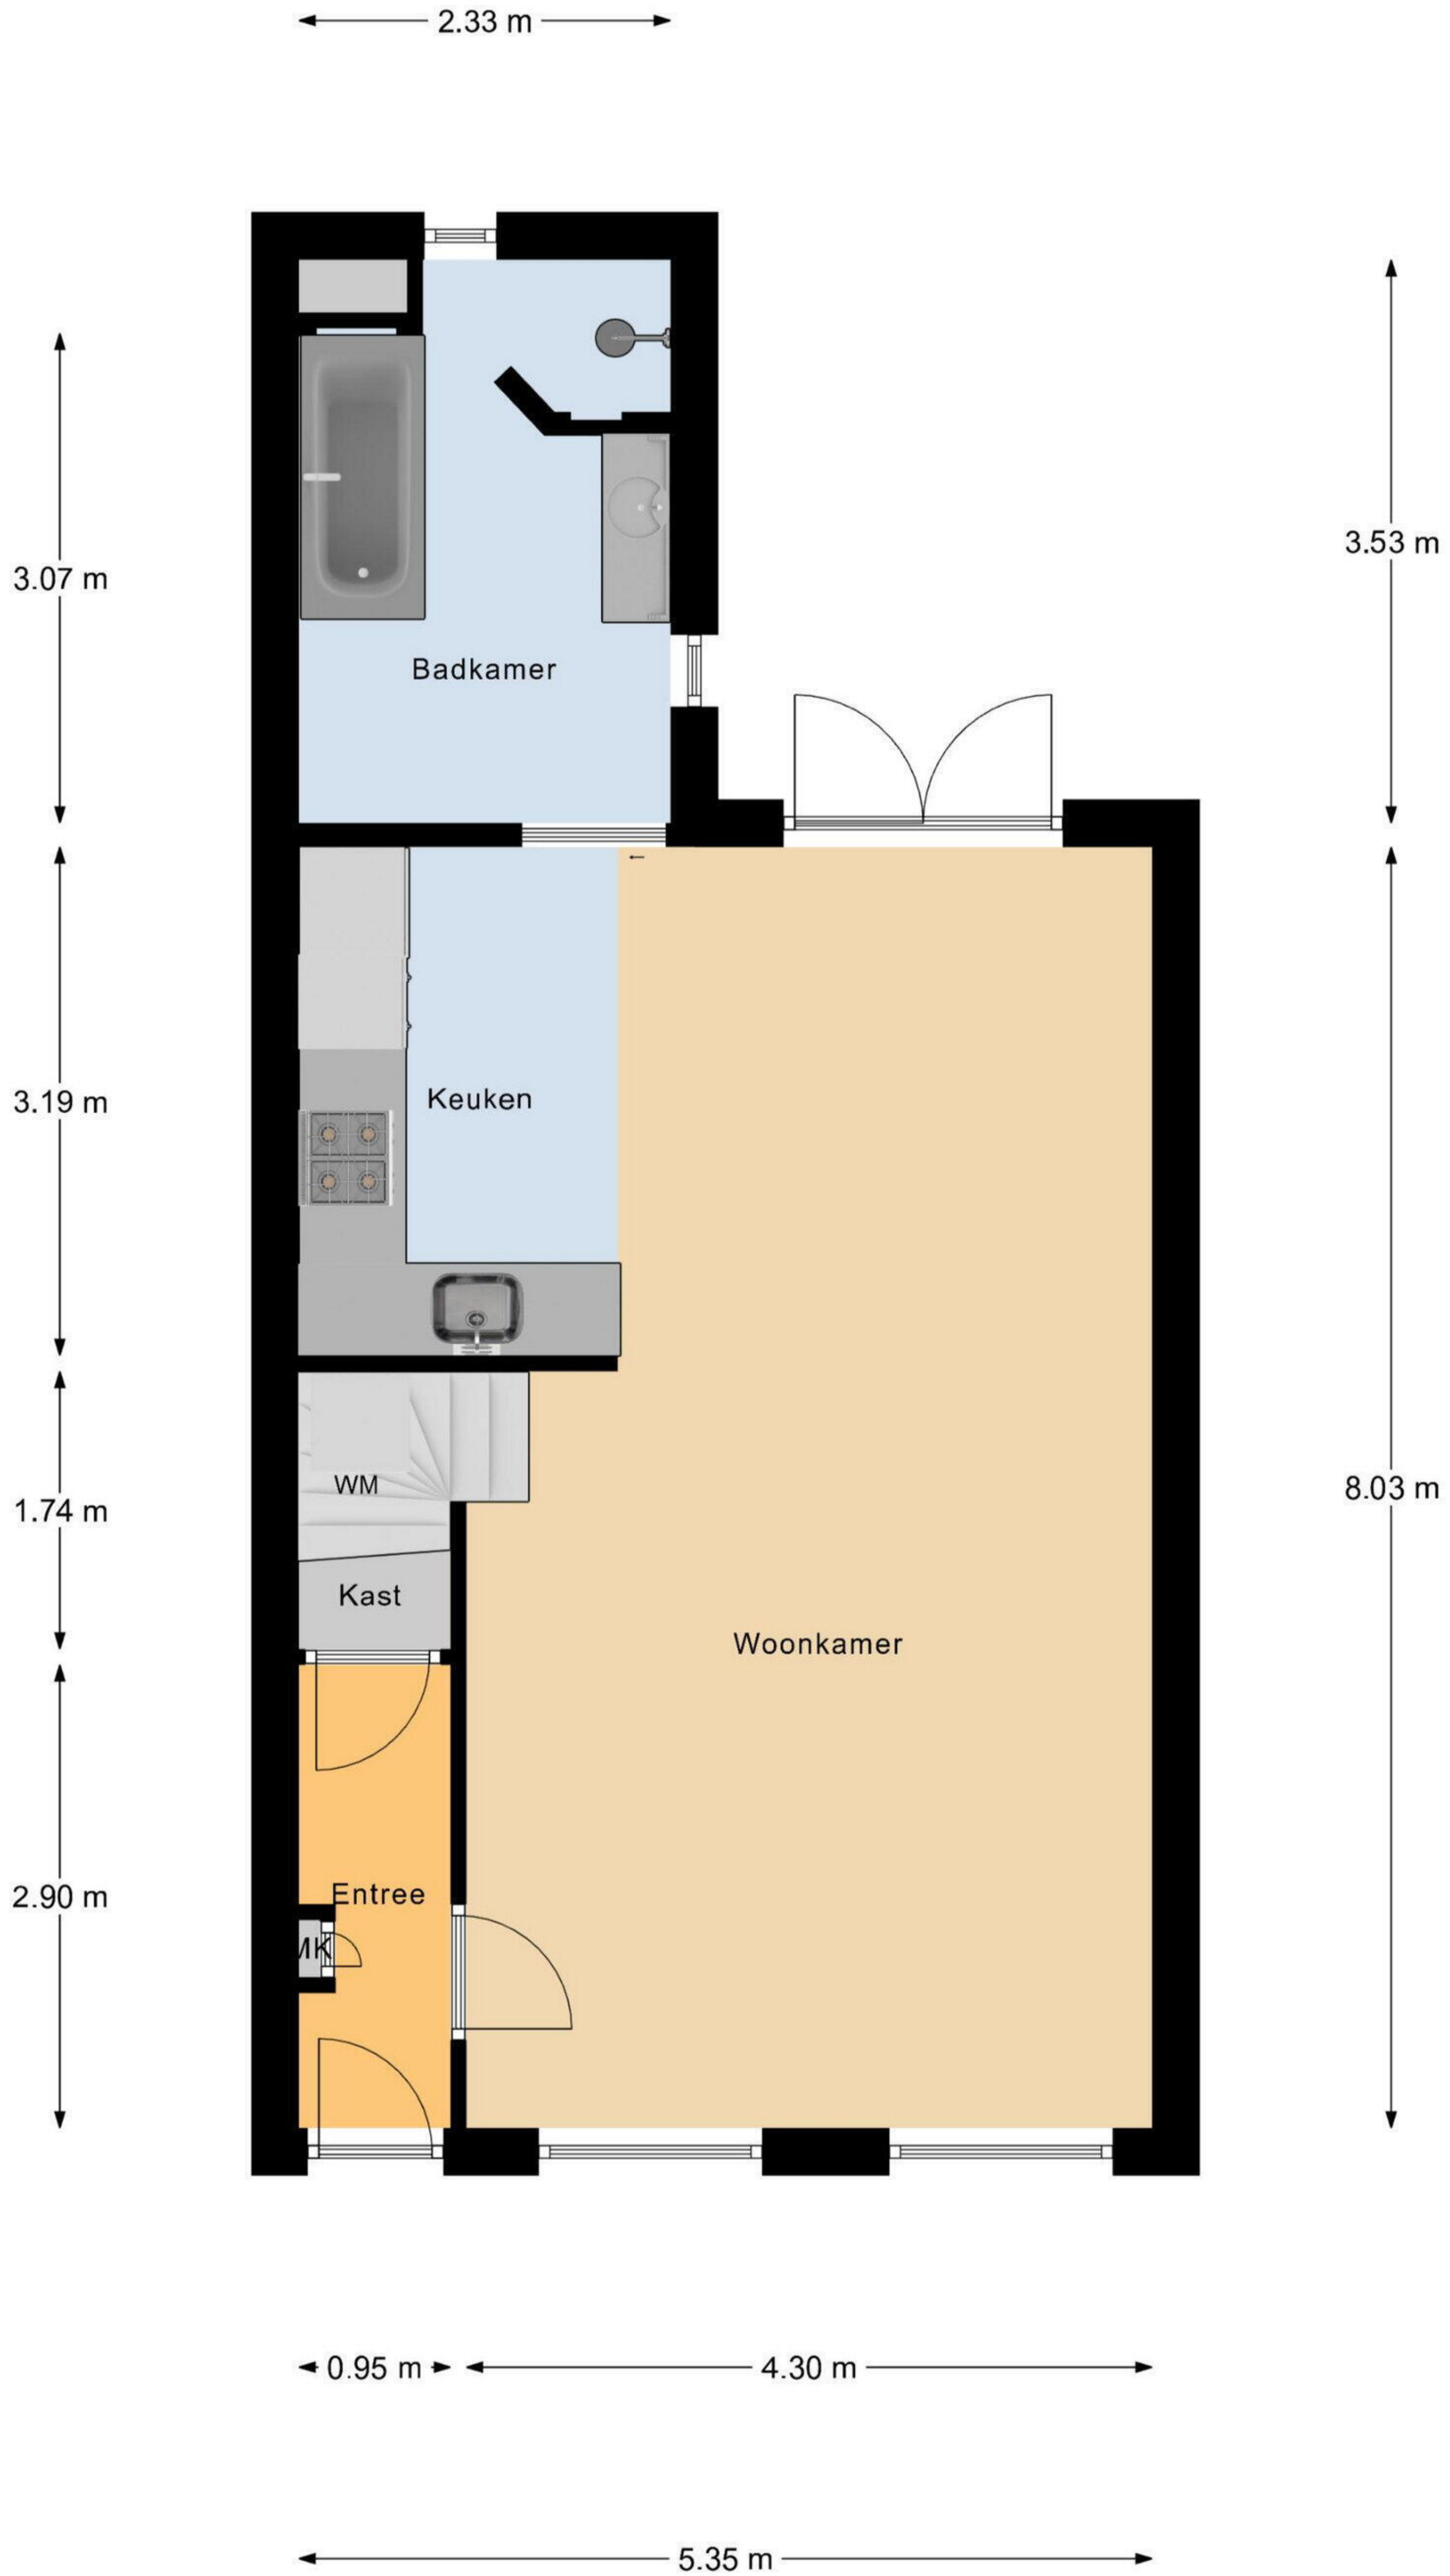 2.33 m
3.53 m
3.07 m
Badkamer
Keuken
3.19 m
WM
8.03 m
1.74 m
Kast
Woonkamer
Entree
2.90 m
MK
0.95 m
4.30 m
5.35 m